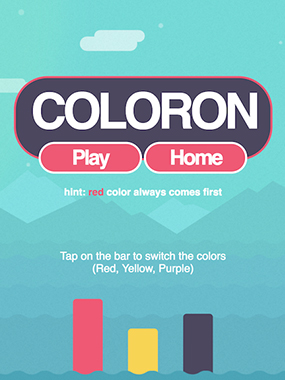 COLORON
Play Home
hint: red color always comes first
Tap on the bar to switch the colors
(Red, Yellow, Purple)